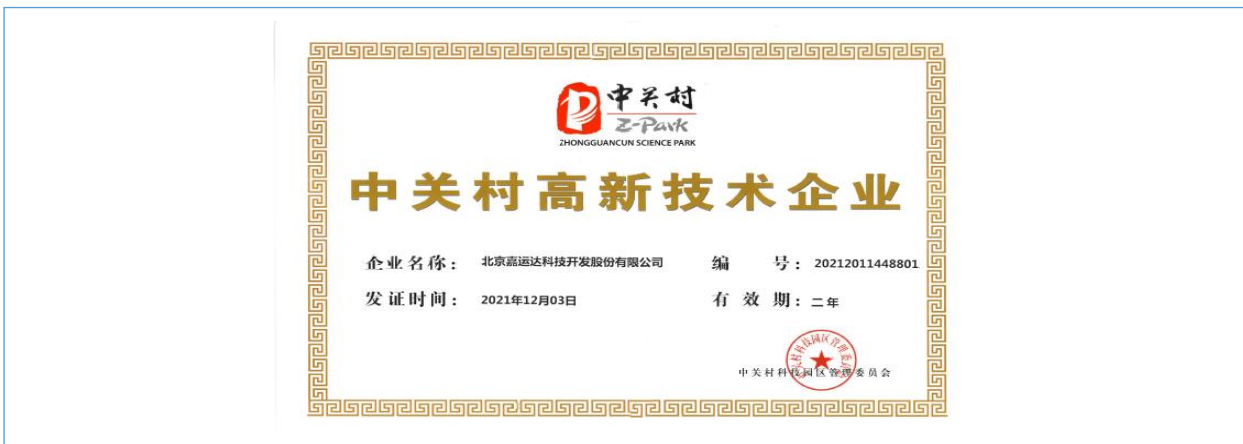 中关村
Z-Park
ZHONGGUANCUN SCIENCE PARK
中关村高新技术企业
企业名称： 北京嘉运达科技开发股份有限公司 编 号： 20212011448801
发证时间： 2021年12月03日 有 效 期：二年
中关村科技园区管理委员会